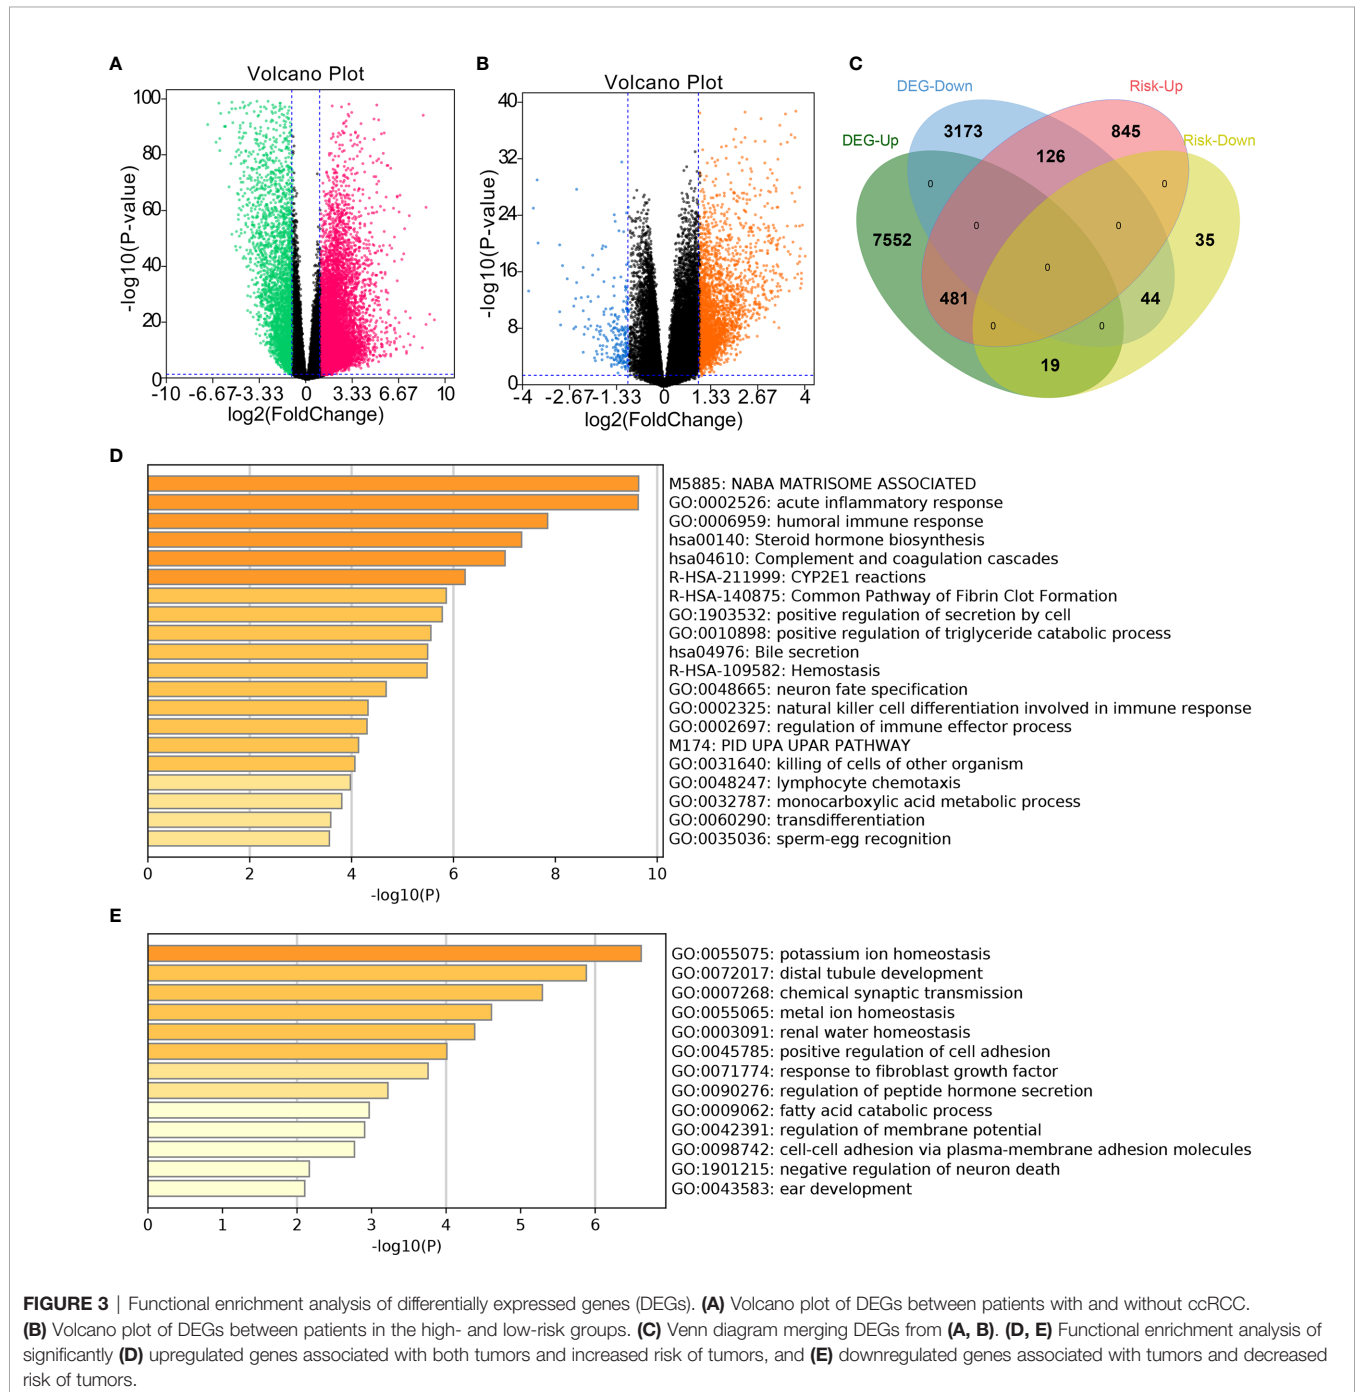 A
Volcano Plot
-log10(P-value)
100
80
60
40
20
0
-10 -6.67 -3.33 0 3.33 6.67 10
log2(FoldChange)
B
Volcano Plot
-log10(P-value)
40
32
24
16
8
0
-4 -2.67 -1.33 0 1.33 2.67 4
log2(FoldChange)
C
DEG-Down
Risk-Up
DEG-Up
Risk-Down
3173
845
126
0
0
0
0
7552
35
0
481
44
0
0
19
D
M5885: NABA MATRISOME ASSOCIATED
GO:0002526: acute inflammatory response
GO:0006959: humoral immune response
hsa00140: Steroid hormone biosynthesis
hsa04610: Complement and coagulation cascades
R-HSA-211999: CYP2E1 reactions
R-HSA-140875: Common Pathway of Fibrin Clot Formation
GO:1903532: positive regulation of secretion by cell
GO:0010898: positive regulation of triglyceride catabolic process
hsa04976: Bile secretion
R-HSA-109582: Hemostasis
GO:0048665: neuron fate specification
GO:0002325: natural killer cell differentiation involved in immune response
GO:0002697: regulation of immune effector process
M174: PID UPA UPAR PATHWAY
GO:0031640: killing of cells of other organism
GO:0048247: lymphocyte chemotaxis
GO:0032787: monocarboxylic acid metabolic process
GO:0060290: transdifferentiation
GO:0035036: sperm-egg recognition
0 2 4 6 8 10
-log10(P)
E
GO:0055075: potassium ion homeostasis
GO:0072017: distal tubule development
GO:0007268: chemical synaptic transmission
GO:0055065: metal ion homeostasis
GO:0003091: renal water homeostasis
GO:0045785: positive regulation of cell adhesion
GO:0071774: response to fibroblast growth factor
GO:0090276: regulation of peptide hormone secretion
GO:0009062: fatty acid catabolic process
GO:0042391: regulation of membrane potential
GO:0098742: cell-cell adhesion via plasma-membrane adhesion molecules
GO:1901215: negative regulation of neuron death
GO:0043583: ear development
0 1 2 3 4 5 6
-log10(P)
FIGURE 3 | Functional enrichment analysis of differentially expressed genes (DEGs). (A) Volcano plot of DEGs between patients with and without ccRCC.
(B) Volcano plot of DEGs between patients in the high- and low-risk groups. (C) Venn diagram merging DEGs from (A, B). (D, E) Functional enrichment analysis of
significantly (D) upregulated genes associated with both tumors and increased risk of tumors, and (E) downregulated genes associated with tumors and decreased
risk of tumors.